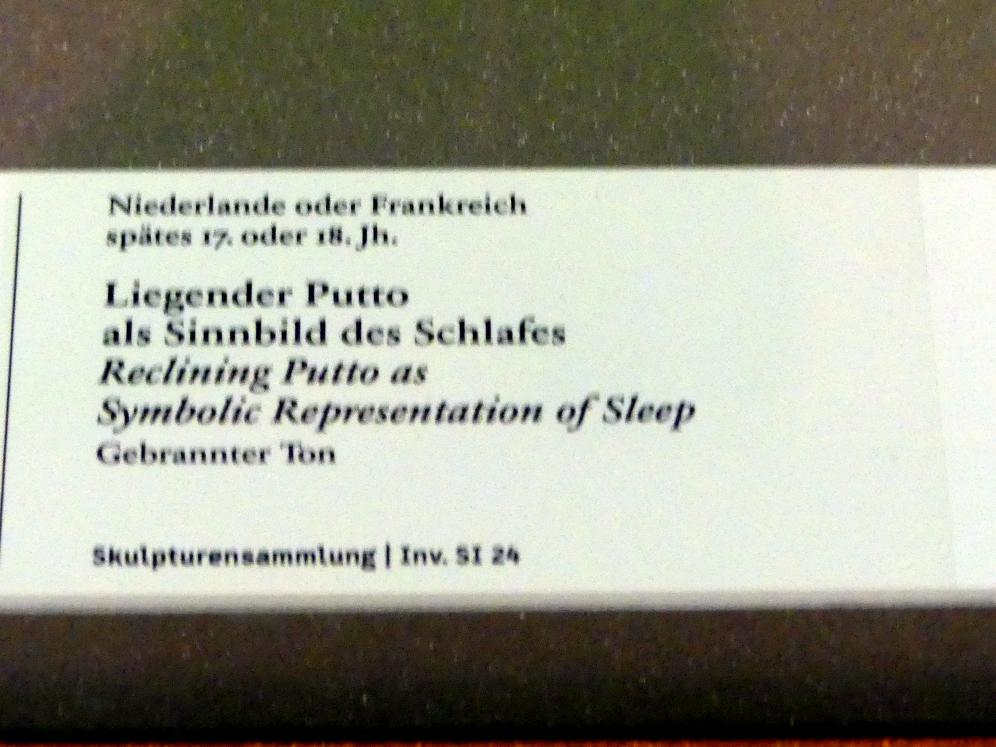 Niederlande oder Frankreich
spätes 17. oder 18. Jh.
Liegender Putto
als Sinnbild des Schlafes
Reclining Putto as
Symbolic Representation of Sleep
Gebrannter Ton
Skulpturensammlung | Inv. SI 24